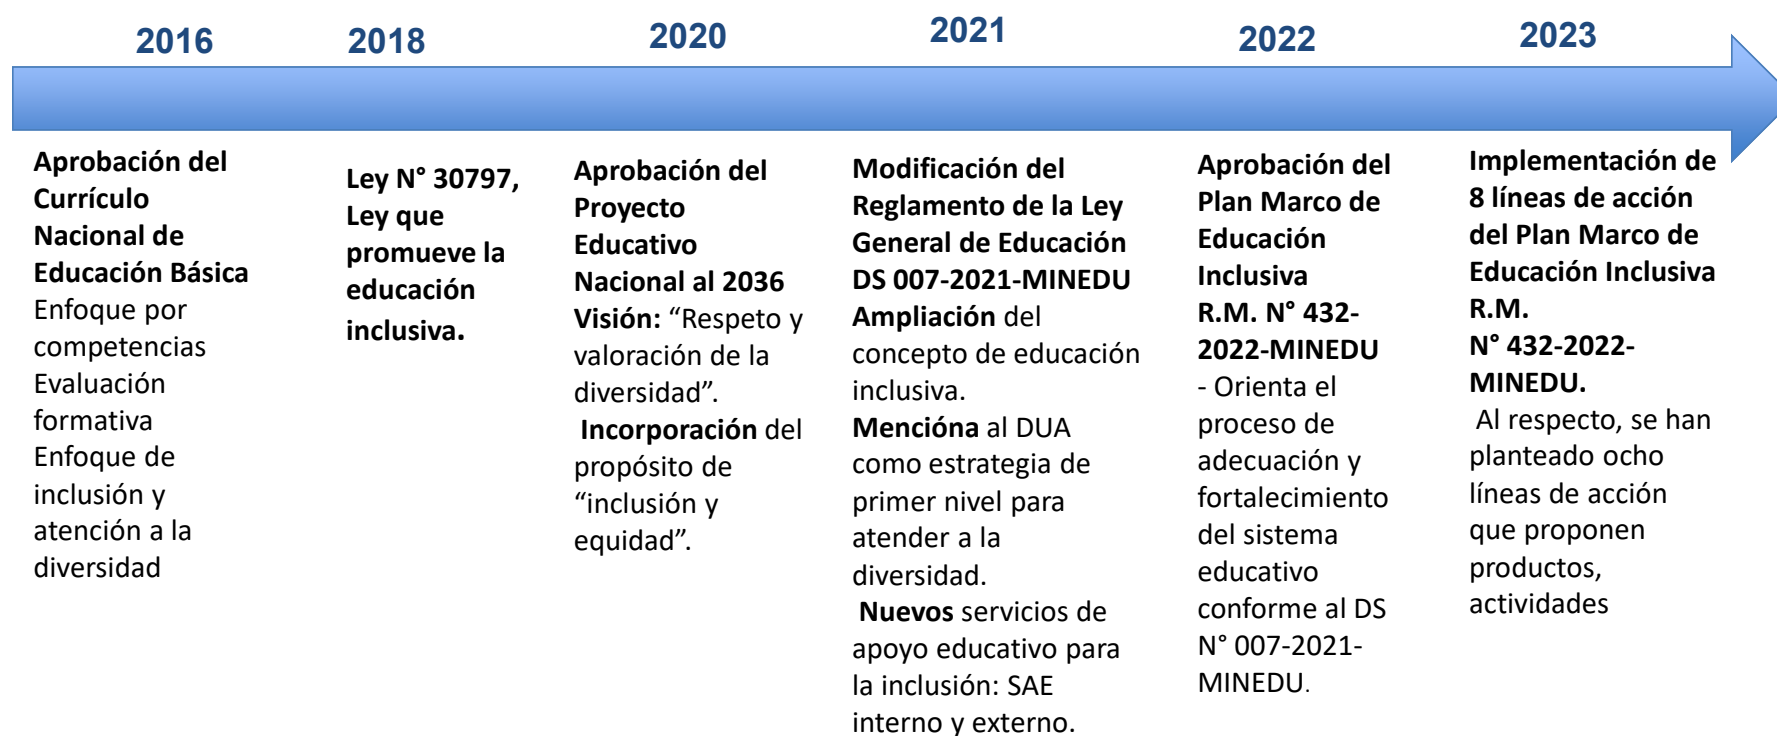 2016
Aprobación del
Currículo
Nacional de
Educación Básica
Enfoque por
competencias
Evaluación
formativa
Enfoque de
inclusión y
atención a la
diversidad
2018
Ley N° 30797,
Ley que
promueve la
educación
inclusiva.
2020
Aprobación del
Proyecto
Educativo
Nacional al 2036
Visión: “Respeto y
valoración de la
diversidad”.
Incorporación del
propósito de
“inclusión y
equidad”.
2021
Modificación del
Reglamento de la Ley
General de Educación
DS 007-2021-MINEDU
Ampliación del
concepto de educación
inclusiva.
Mencióna al DUA
como estrategia de
primer nivel para
atender a la
diversidad.
Nuevos servicios de
apoyo educativo para
la inclusión: SAE
interno y externo.
2022
Aprobación del
Plan Marco de
Educación
Inclusiva
R.M. N° 432-
2022-MINEDU
- Orienta el
proceso de
adecuación y
fortalecimiento
del sistema
educativo
conforme al DS
N° 007-2021-
MINEDU.
2023
Implementación de
8 líneas de acción
del Plan Marco de
Educación Inclusiva
R.M.
N° 432-2022-
MINEDU.
Al respecto, se han
planteado ocho
líneas de acción
que proponen
productos,
actividades